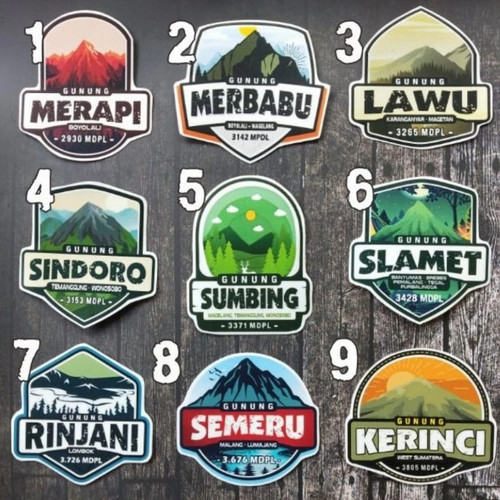 1
GUNUNG
MERAPI
BOYOLALI
- 2930 MDPL -
2
GUNUNG
MERBABU
BOYOLALI - MAGELANG
3142 MPDL
3
GUNUNG
LAWU
KARANGANYAR - MAGETAN
- 3265 MDPL -
4
GUNUNG
SINDORO
TEMANGGUNG - WONOSOBO
- 3153 MDPL -
5
GUNUNG
SUMBING
MAGELANG, TEMANGGUNG, WONOSOBO
- 3371 MDPL -
6
GUNUNG
SLAMET
BANYUMAS - BREBES
PEMALANG - TEGAL
PURBALINGGA
3428 MDPL
7
GUNUNG
RINJANI
LOMBOK
3.726 MDPL
8
GUNUNG
SEMERU
MALANG - LUMAJANG
- 3.676 MDPL -
9
GUNUNG
KERINCI
WEST SUMATERA
- 3805 MDPL -